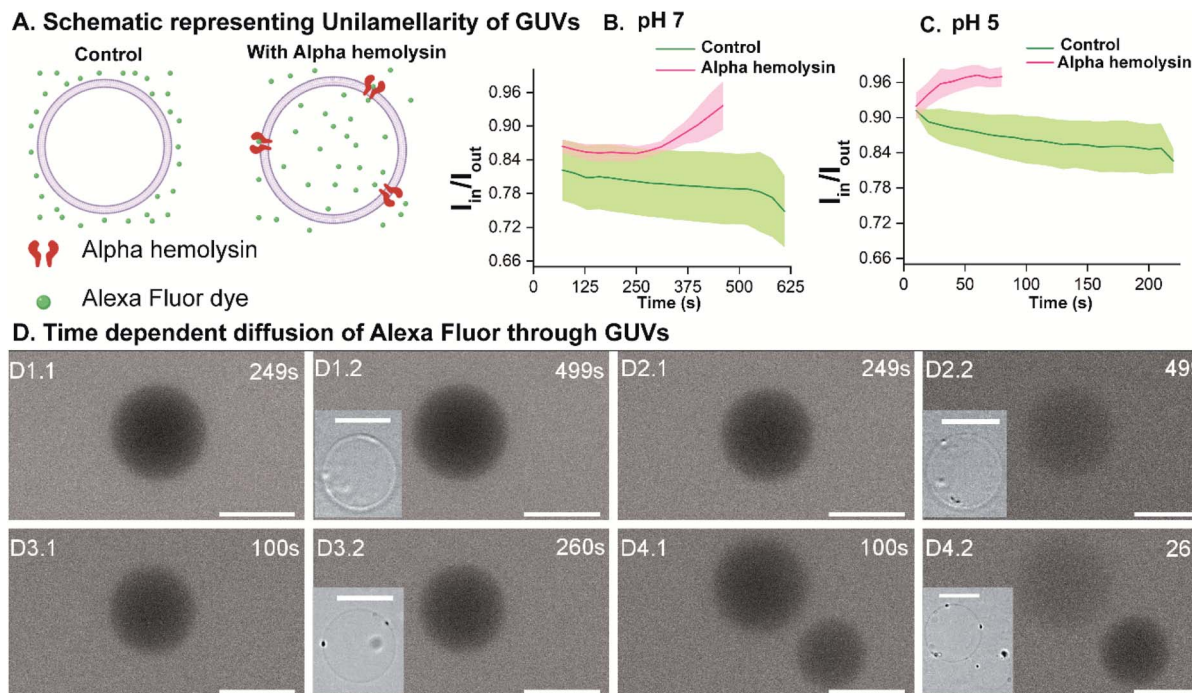 A. Schematic representing Unilamellarity of GUVs
Control
With Alpha hemolysin
Alpha hemolysin
Alexa Fluor dye
B. pH 7
Control
Alpha hemolysin
I_in/I_out
0.96
0.90
0.84
0.78
0.72
0.66
0 125 250 375 500 625
Time (s)
C. pH 5
Control
Alpha hemolysin
I_in/I_out
0.96
0.90
0.84
0.78
0.72
0.66
0 50 100 150 200
Time (s)
D. Time dependent diffusion of Alexa Fluor through GUVs
D1.1 249s
D1.2 499s
D2.1 249s
D2.2 499
D3.1 100s
D3.2 260s
D4.1 100s
D4.2 26